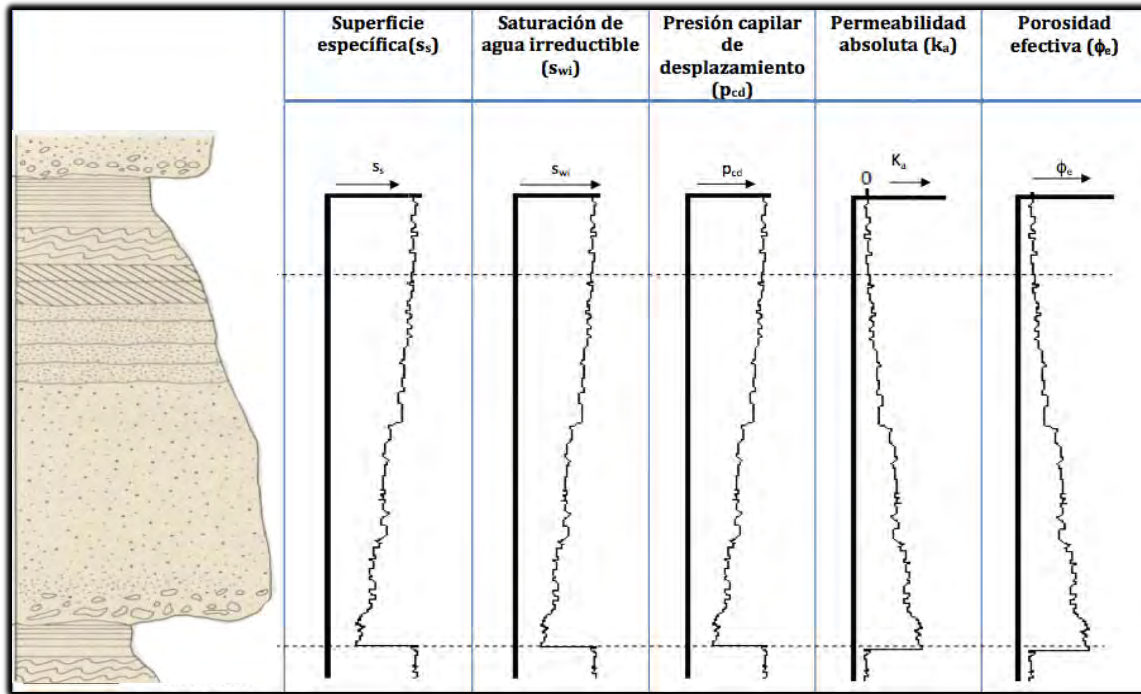 Superficie
específica(sₛ)
Saturación de
agua irreductible
(s_wi)
Presión capilar
de
desplazamiento
(p_cd)
Permeabilidad
absoluta (kₐ)
Porosidad
efectiva (ϕₑ)
sₛ
s_wi
p_cd
0
Kₐ
ϕₑ